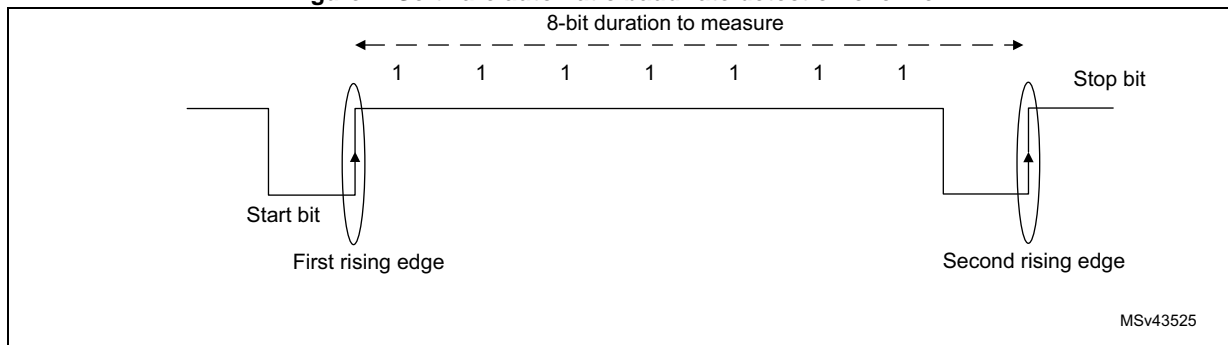 8-bit duration to measure
1 1 1 1 1 1 1
Stop bit
Start bit
First rising edge
Second rising edge
MSv43525